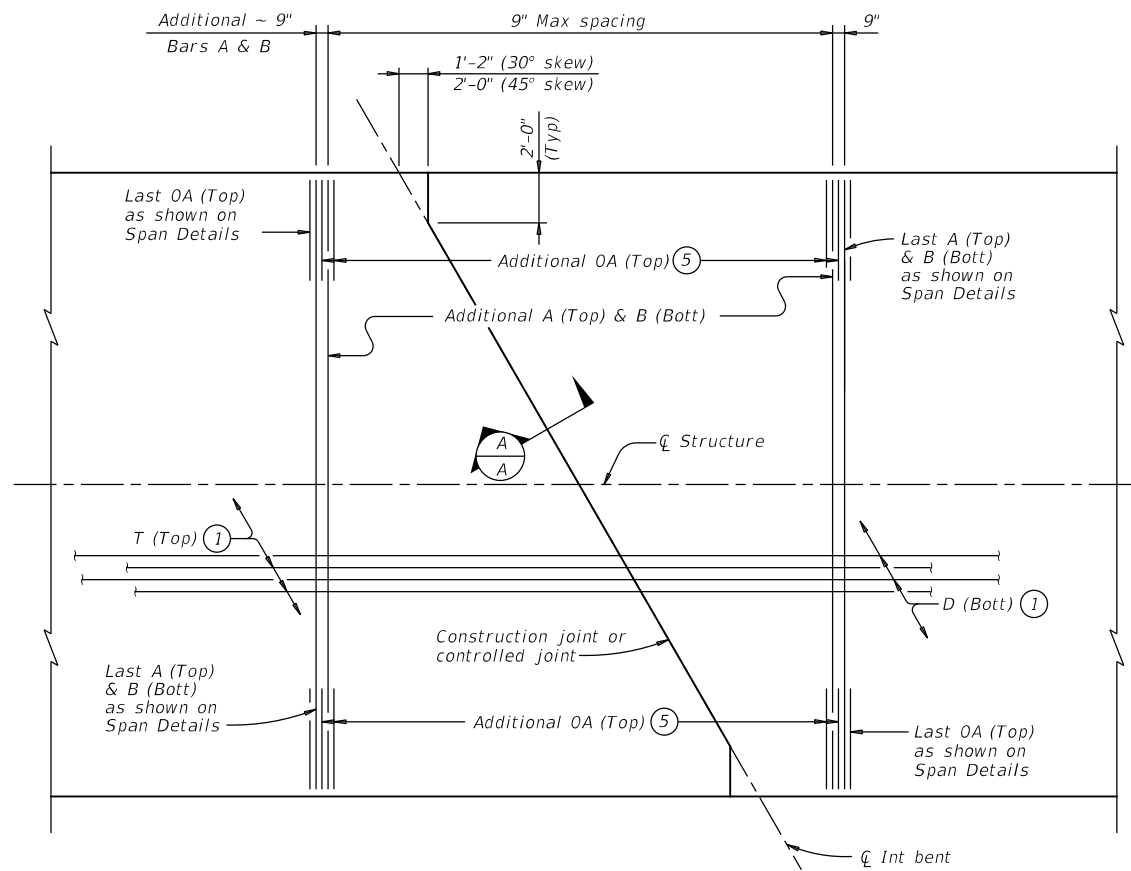 Additional ~ 9"
Bars A & B
9" Max spacing
9"
1'-2" (30° skew)
2'-0" (45° skew)
2'-0"
(Typ)
Last OA (Top)
as shown on
Span Details
Additional OA (Top) 5
Last A (Top)
& B (Bott)
as shown on
Span Details
Additional A (Top) & B (Bott)
A
A
℄ Structure
T (Top) 1
D (Bott) 1
Construction joint or
controlled joint
Last A (Top)
& B (Bott)
as shown on
Span Details
Additional OA (Top) 5
Last OA (Top)
as shown on
Span Details
℄ Int bent